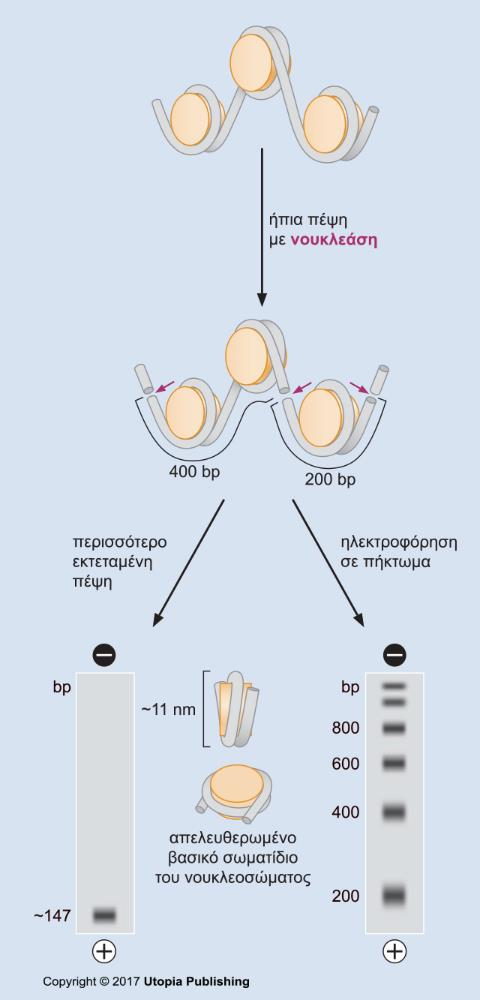 ήπια πέψη
με νουκλεάση
400 bp
200 bp
περισσότερο
εκτεταμένη
πέψη
ηλεκτροφόρηση
σε πήκτωμα
−
−
bp
~11 nm
bp
800
600
400
απελευθερωμένο
βασικό σωματίδιο
του νουκλεοσώματος
200
~147
+
+
Copyright © 2017 Utopia Publishing